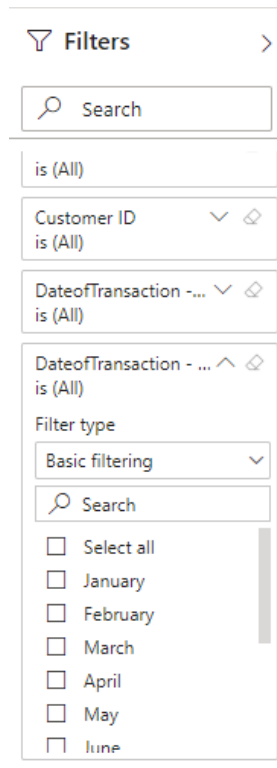 Filters
Search
is (All)
Customer ID
is (All)
DateofTransaction -...
is (All)
DateofTransaction - ...
is (All)
Filter type
Basic filtering
Search
Select all
January
February
March
April
May
June